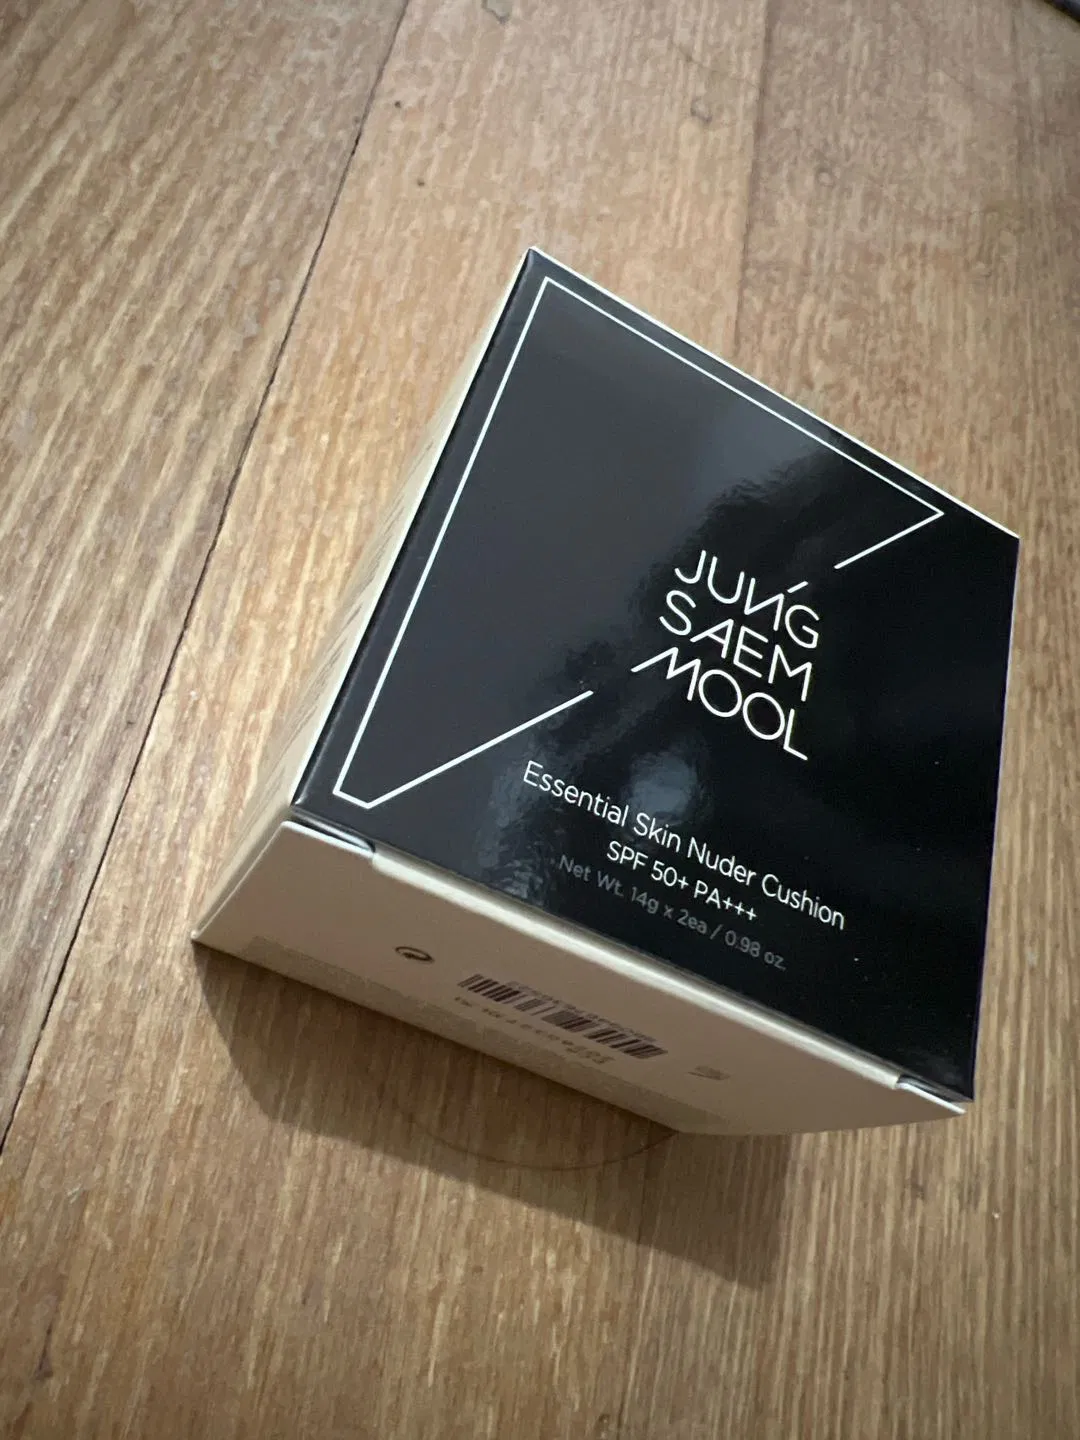 JUNG
SAEM
MOOL
Essential Skin Nuder Cushion
SPF 50+ PA+++
Net Wt. 14g x 2ea / 0.98 oz.